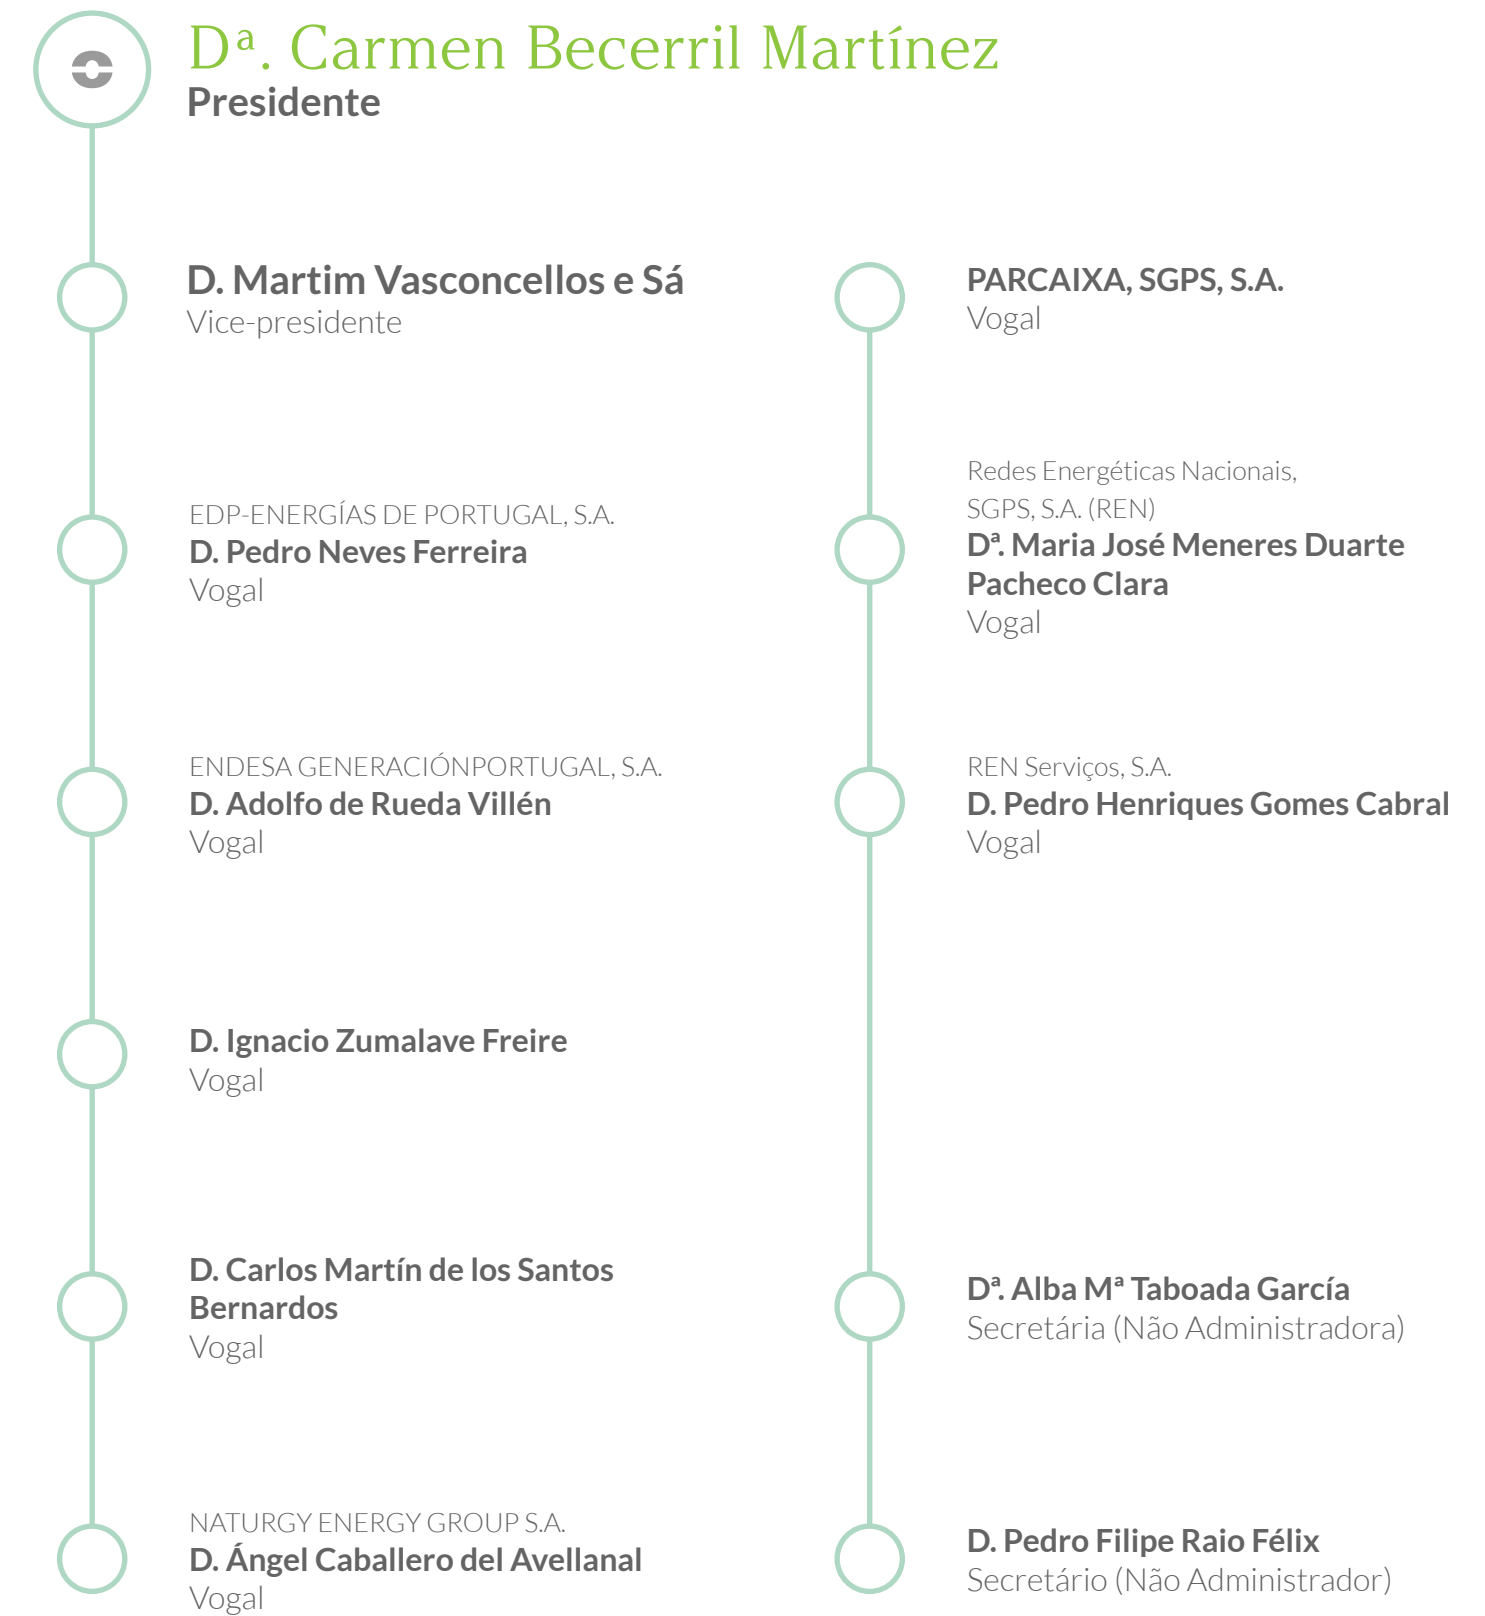 Dª. Carmen Becerril Martínez
Presidente
D. Martim Vasconcellos e Sá
Vice-presidente
EDP-ENERGÍAS DE PORTUGAL, S.A.
D. Pedro Neves Ferreira
Vogal
ENDESA GENERACIÓNPORTUGAL, S.A.
D. Adolfo de Rueda Villén
Vogal
D. Ignacio Zumalave Freire
Vogal
D. Carlos Martín de los Santos
Bernardos
Vogal
NATURGY ENERGY GROUP S.A.
D. Ángel Caballero del Avellanal
Vogal
PARCAIXA, SGPS, S.A.
Vogal
Redes Energéticas Nacionais,
SGPS, S.A. (REN)
Dª. Maria José Meneres Duarte
Pacheco Clara
Vogal
REN Serviços, S.A.
D. Pedro Henriques Gomes Cabral
Vogal
Dª. Alba Mª Taboada García
Secretária (Não Administradora)
D. Pedro Filipe Raio Félix
Secretário (Não Administrador)